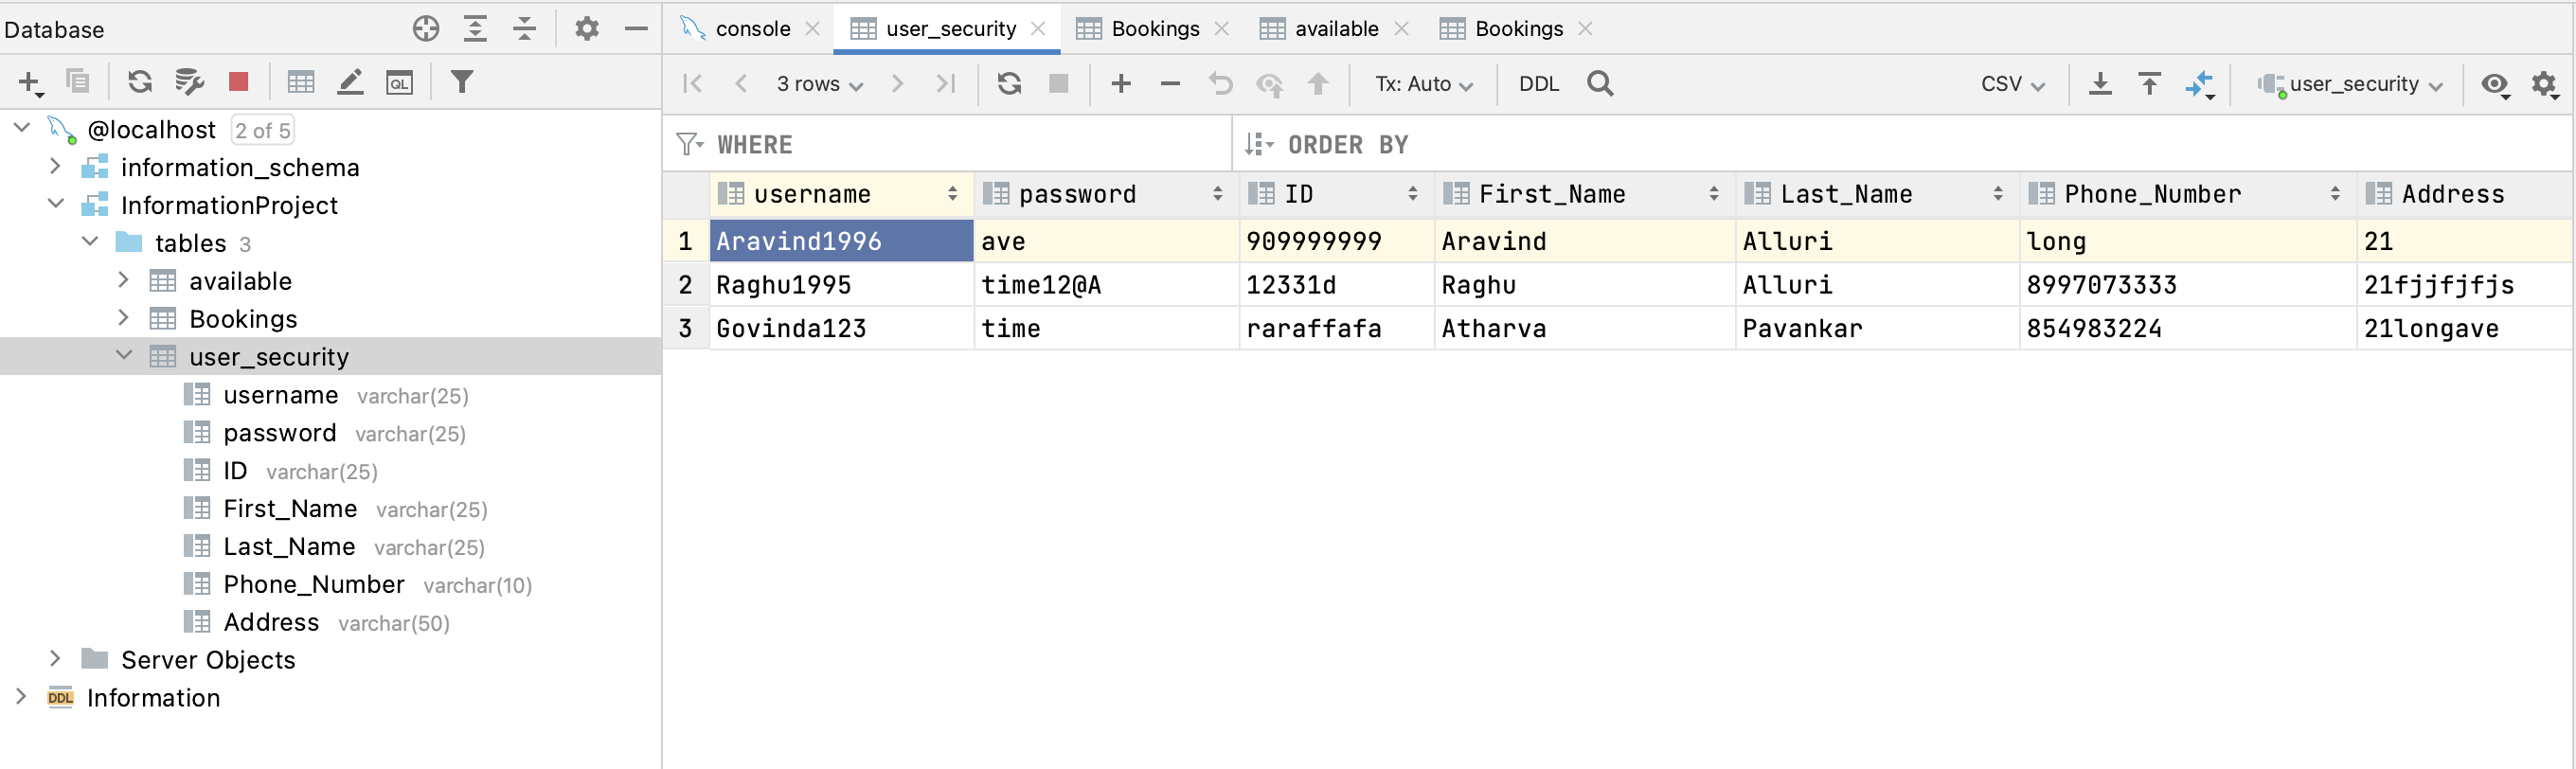 Database
@localhost 2 of 5
information_schema
InformationProject
tables 3
available
Bookings
user_security
username varchar(25)
password varchar(25)
ID varchar(25)
First_Name varchar(25)
Last_Name varchar(25)
Phone_Number varchar(10)
Address varchar(50)
Server Objects
DDL Information
console user_security Bookings available Bookings
3 rows Tx: Auto DDL CSV user_security
WHERE ORDER BY
username password ID First_Name Last_Name Phone_Number Address
1 Aravind1996 ave 909999999 Aravind Alluri long 21
2 Raghu1995 time12@A 12331d Raghu Alluri 8997073333 21fjjfjfjs
3 Govinda123 time raraffafa Atharva Pavankar 854983224 21longave
QL